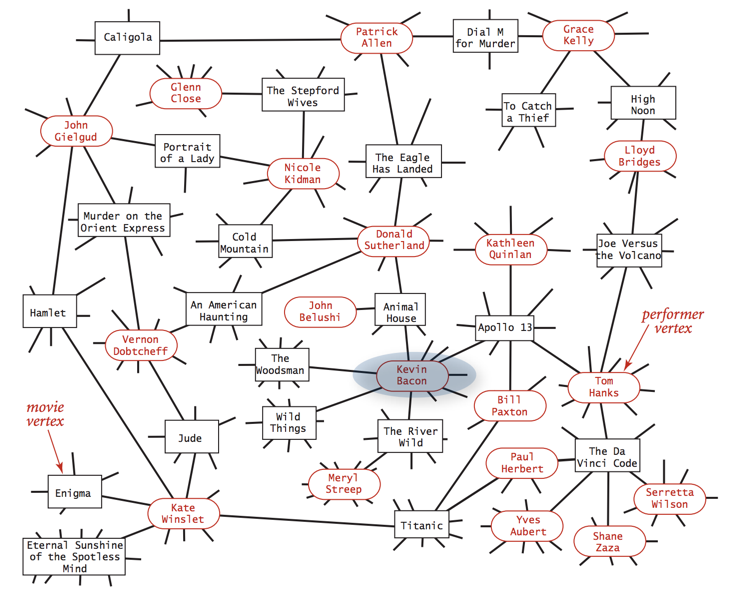 Caligola
Patrick
Allen
Dial M
for Murder
Grace
Kelly
Glenn
Close
The Stepford
Wives
To Catch
a Thief
High
Noon
John
Gielgud
Portrait
of a Lady
Nicole
Kidman
The Eagle
Has Landed
Lloyd
Bridges
Murder on the
Orient Express
Cold
Mountain
Donald
Sutherland
Kathleen
Quinlan
Joe Versus
the Volcano
Hamlet
An American
Haunting
John
Belushi
Animal
House
Apollo 13
performer
vertex
Vernon
Dobtcheff
The
Woodsman
Kevin
Bacon
Tom
Hanks
movie
vertex
Bill
Paxton
Wild
Things
Jude
The River
Wild
Paul
Herbert
The Da
Vinci Code
Enigma
Meryl
Streep
Serretta
Wilson
Kate
Winslet
Titanic
Yves
Aubert
Shane
Zaza
Eternal Sunshine
of the Spotless
Mind